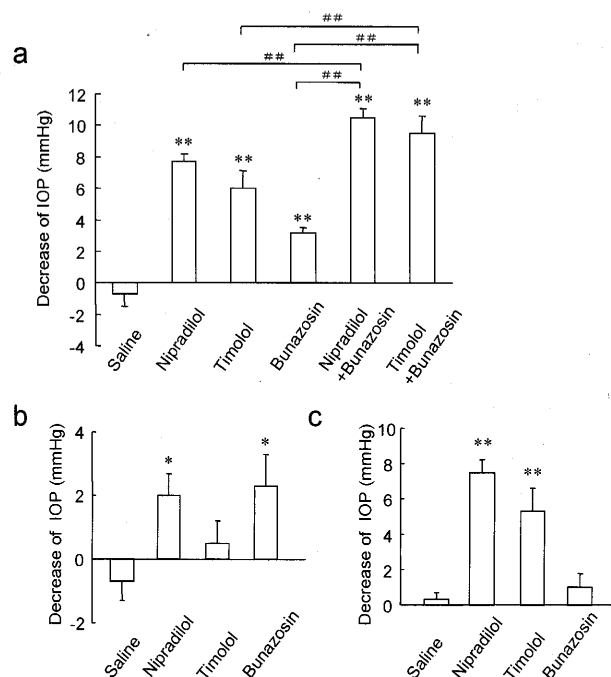 ##
##
a
##
##
Decrease of IOP (mmHg)
12
10
8
6
4
2
0
-2
-4
**
**
**
**
**
Saline
Nipradilol
Timolol
Bunazosin
Nipradilol
+Bunazosin
Timolol
+Bunazosin
b
Decrease of IOP (mmHg)
4
2
0
-2
*
*
Saline
Nipradilol
Timolol
Bunazosin
c
Decrease of IOP (mmHg)
10
8
6
4
2
0
**
**
Saline
Nipradilol
Timolol
Bunazosin